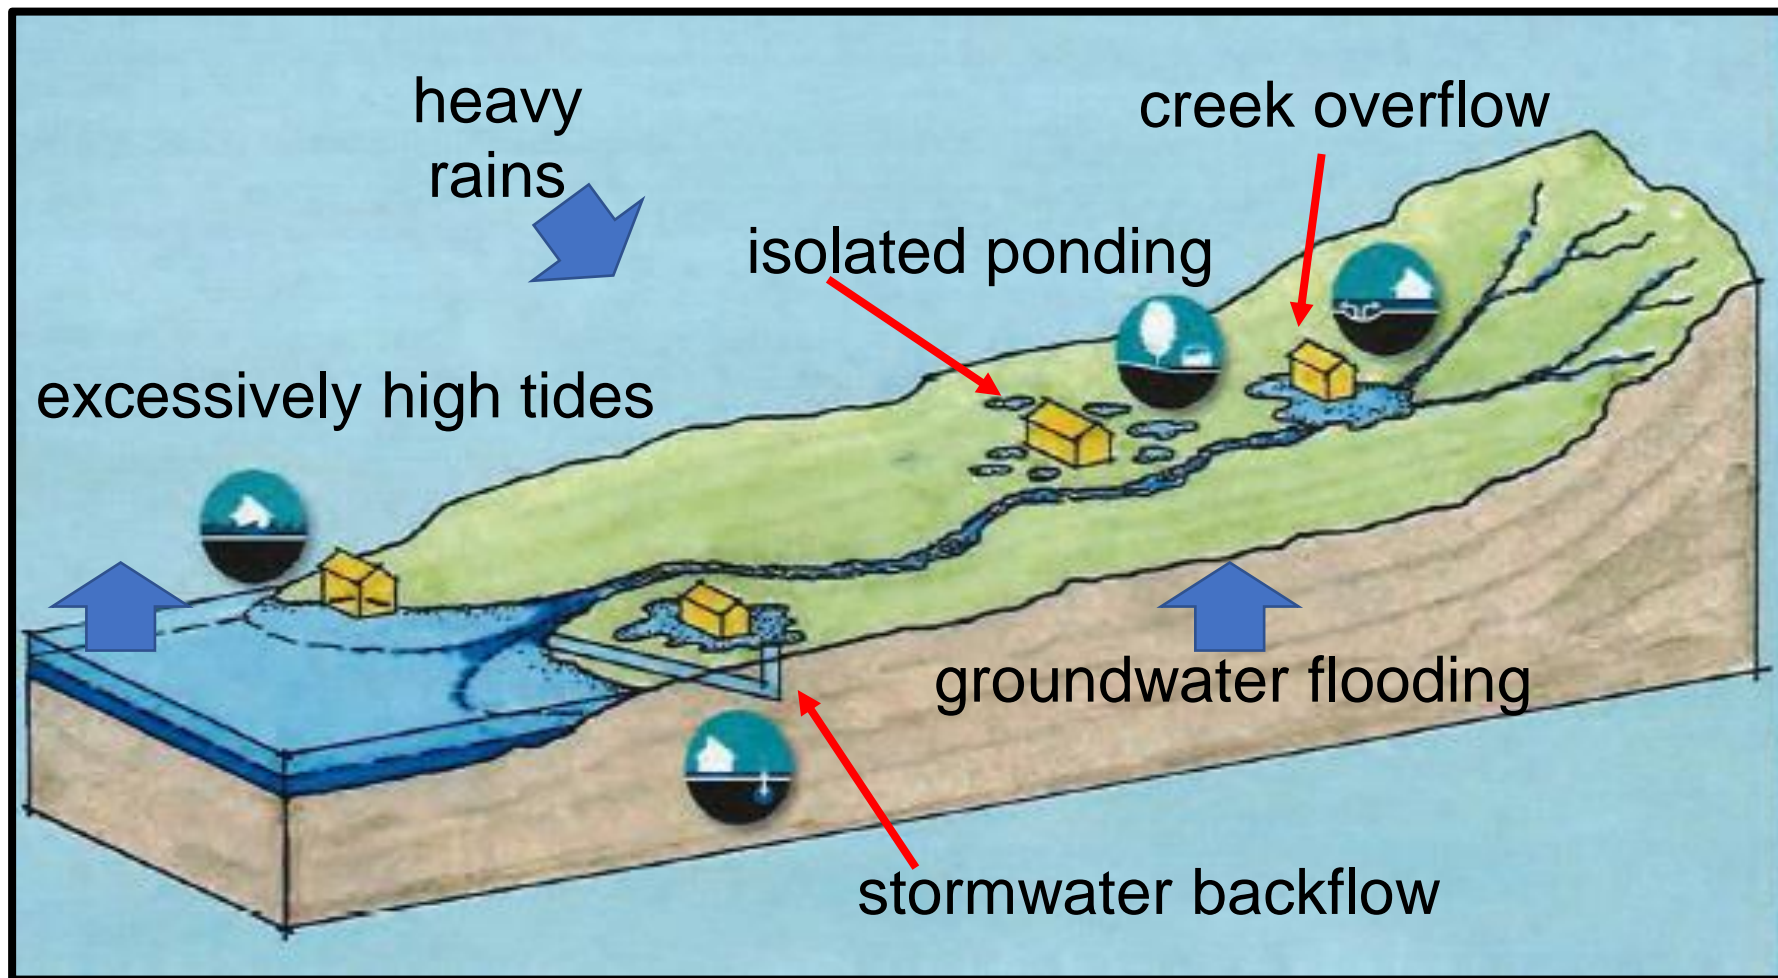 heavy
rains
creek overflow
isolated ponding
excessively high tides
groundwater flooding
stormwater backflow